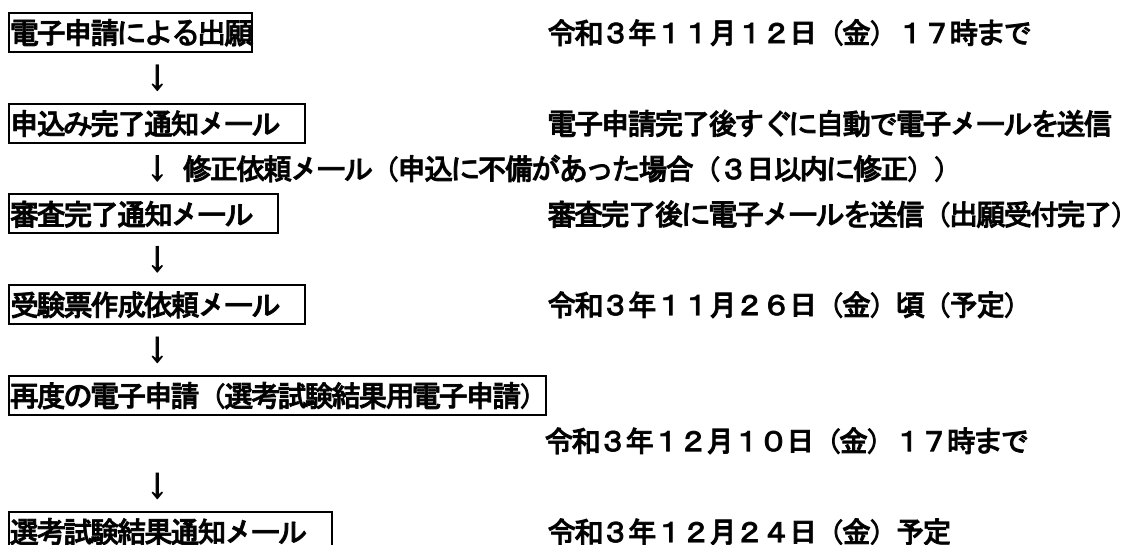 電子申請による出願　令和３年１１月１２日（金）１７時まで
↓
申込み完了通知メール　電子申請完了後すぐに自動で電子メールを送信
↓ 修正依頼メール（申込に不備があった場合（３日以内に修正））
審査完了通知メール　審査完了後に電子メールを送信（出願受付完了）
↓
受験票作成依頼メール　令和３年１１月２６日（金）頃（予定）
↓
再度の電子申請（選考試験結果用電子申請）
令和３年１２月１０日（金）１７時まで
↓
選考試験結果通知メール　令和３年１２月２４日（金）予定